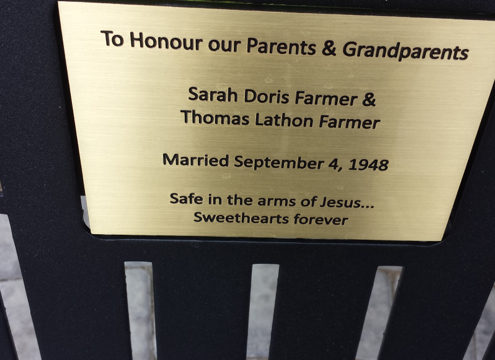 To Honour our Parents & Grandparents
Sarah Doris Farmer &
Thomas Lathon Farmer
Married September 4, 1948
Safe in the arms of Jesus...
Sweethearts forever